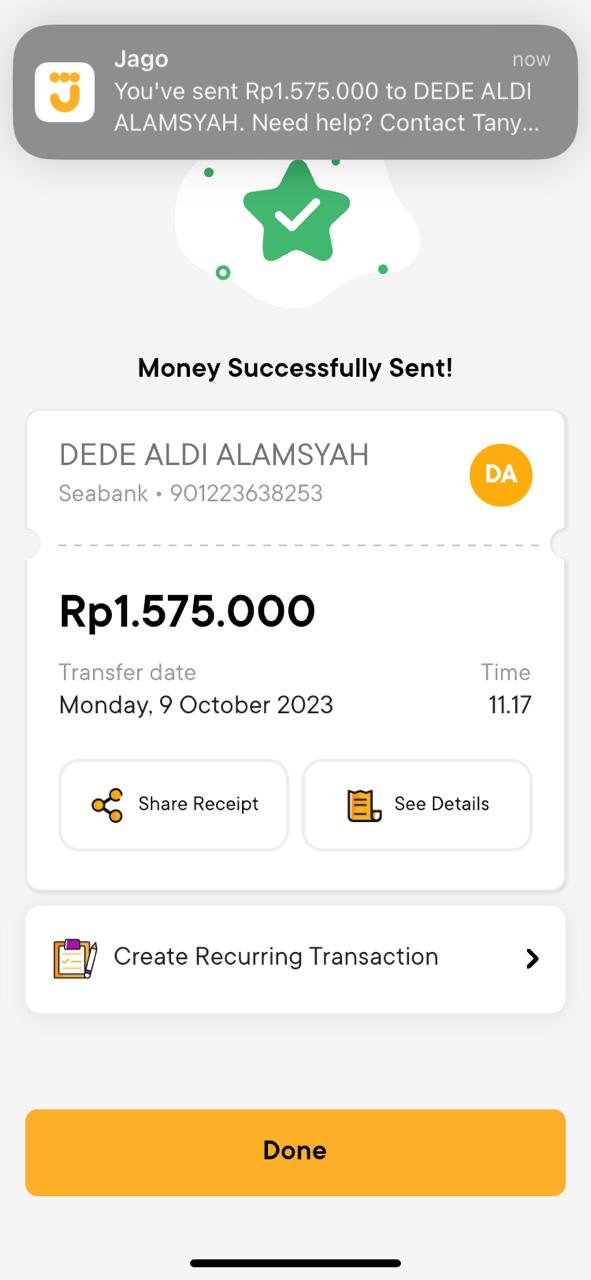 Jago now
You've sent Rp1.575.000 to DEDE ALDI
ALAMSYAH. Need help? Contact Tany...
Money Successfully Sent!
DEDE ALDI ALAMSYAH
DA
Seabank • 901223638253
Rp1.575.000
Transfer date Time
Monday, 9 October 2023 11.17
Share Receipt See Details
Create Recurring Transaction
Done